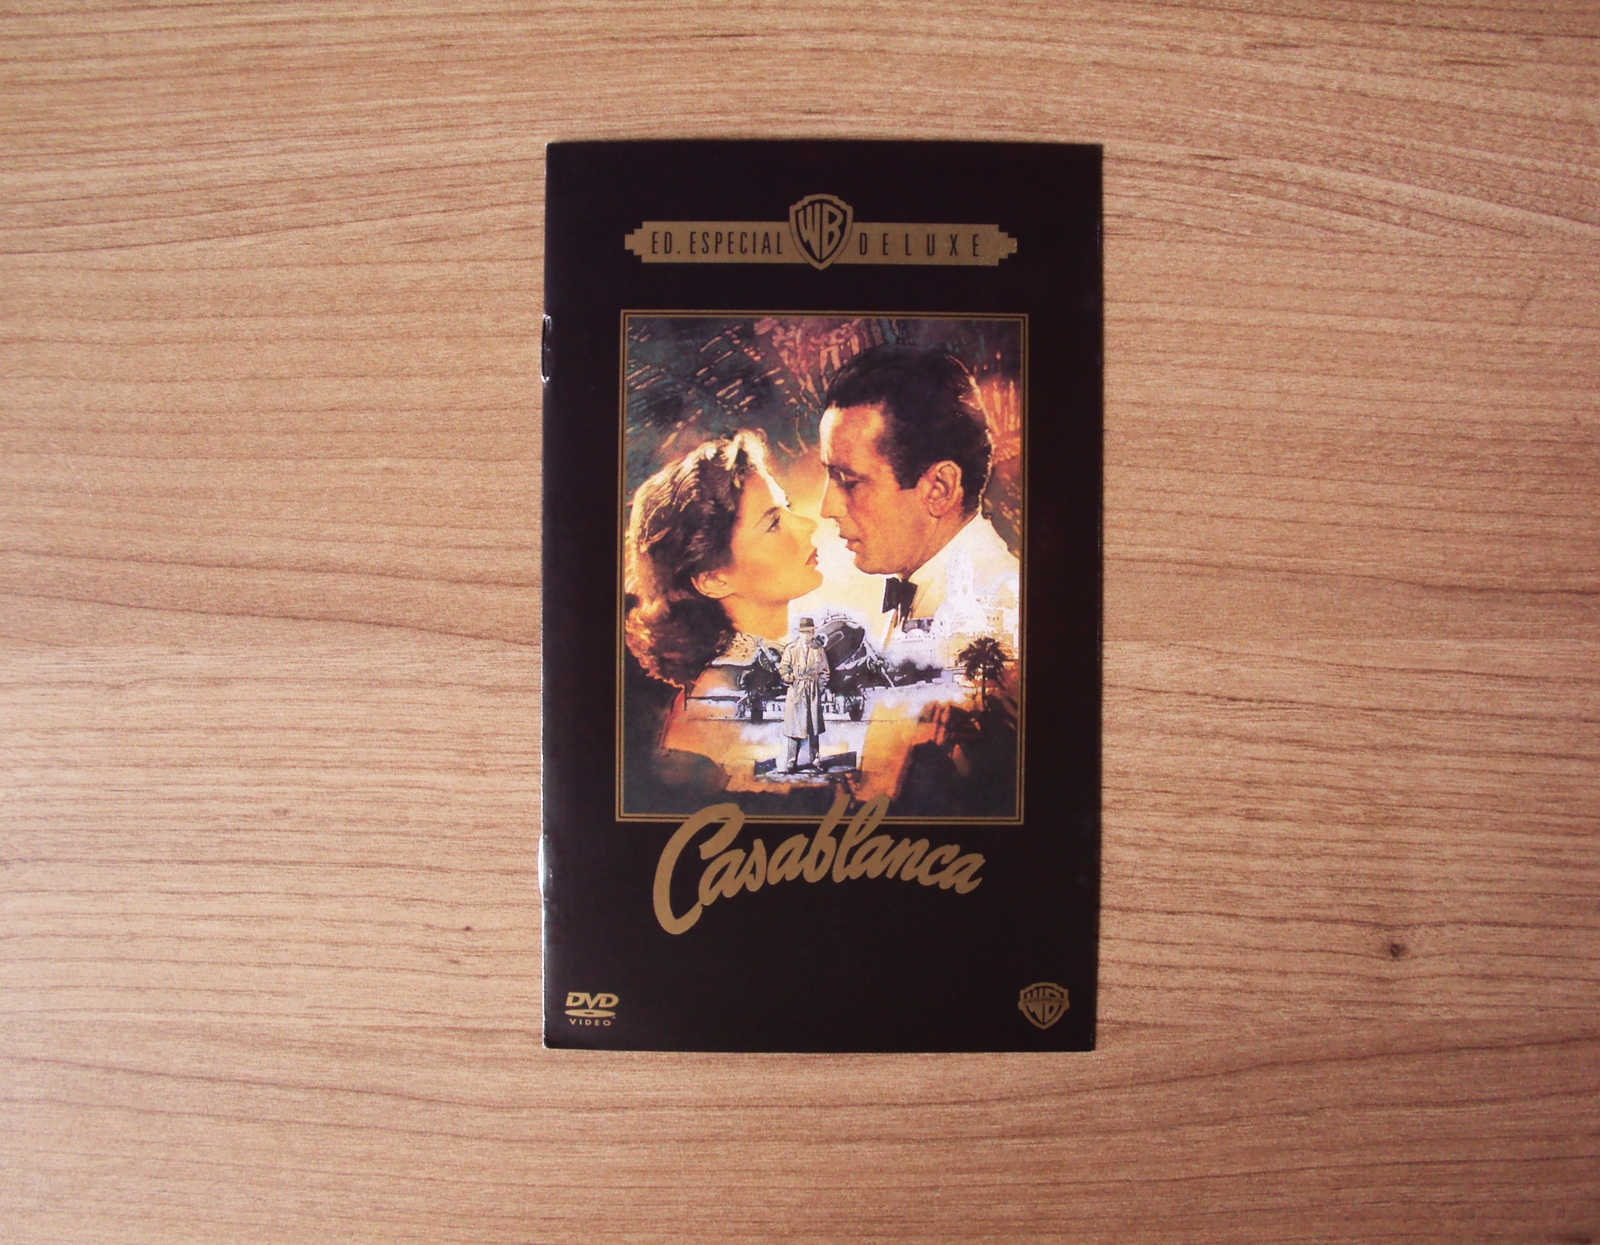 ED. ESPECIAL WB DELUXE
Casablanca
DVD
VIDEO
WB